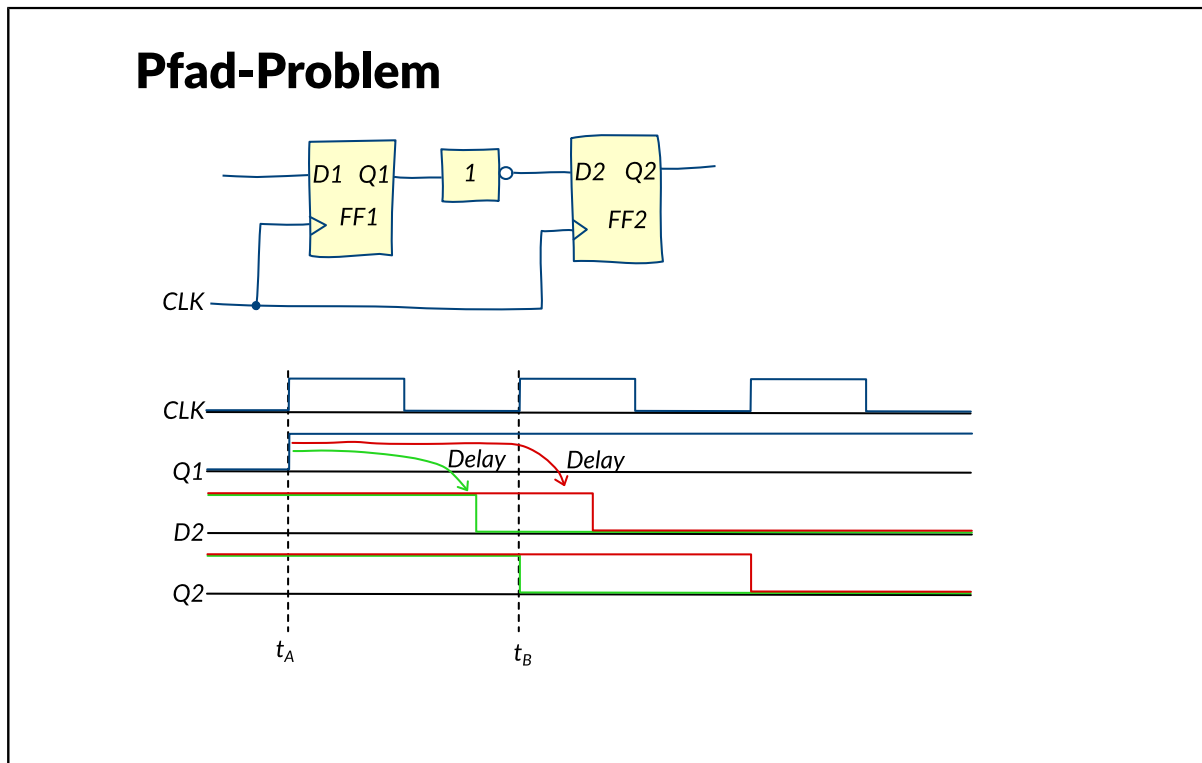 Pfad-Problem
D1 Q1 1 D2 Q2
FF1 FF2
CLK
CLK
Q1 Delay Delay
D2
Q2
tA tB